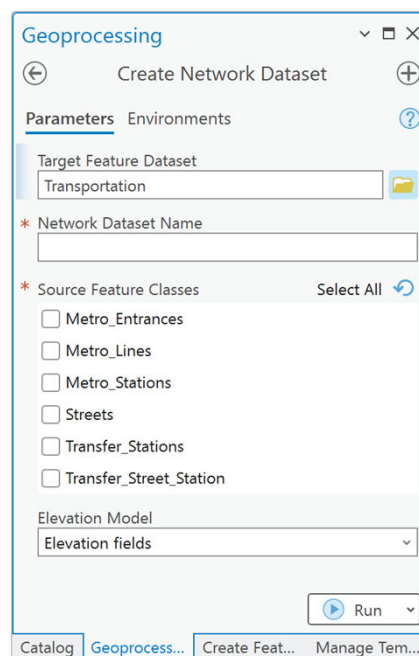 Geoprocessing
Create Network Dataset
Parameters Environments
Target Feature Dataset
Transportation
* Network Dataset Name
* Source Feature Classes Select All
Metro_Entrances
Metro_Lines
Metro_Stations
Streets
Transfer_Stations
Transfer_Street_Station
Elevation Model
Elevation fields
Run
Catalog Geoprocess... Create Feat... Manage Tem...